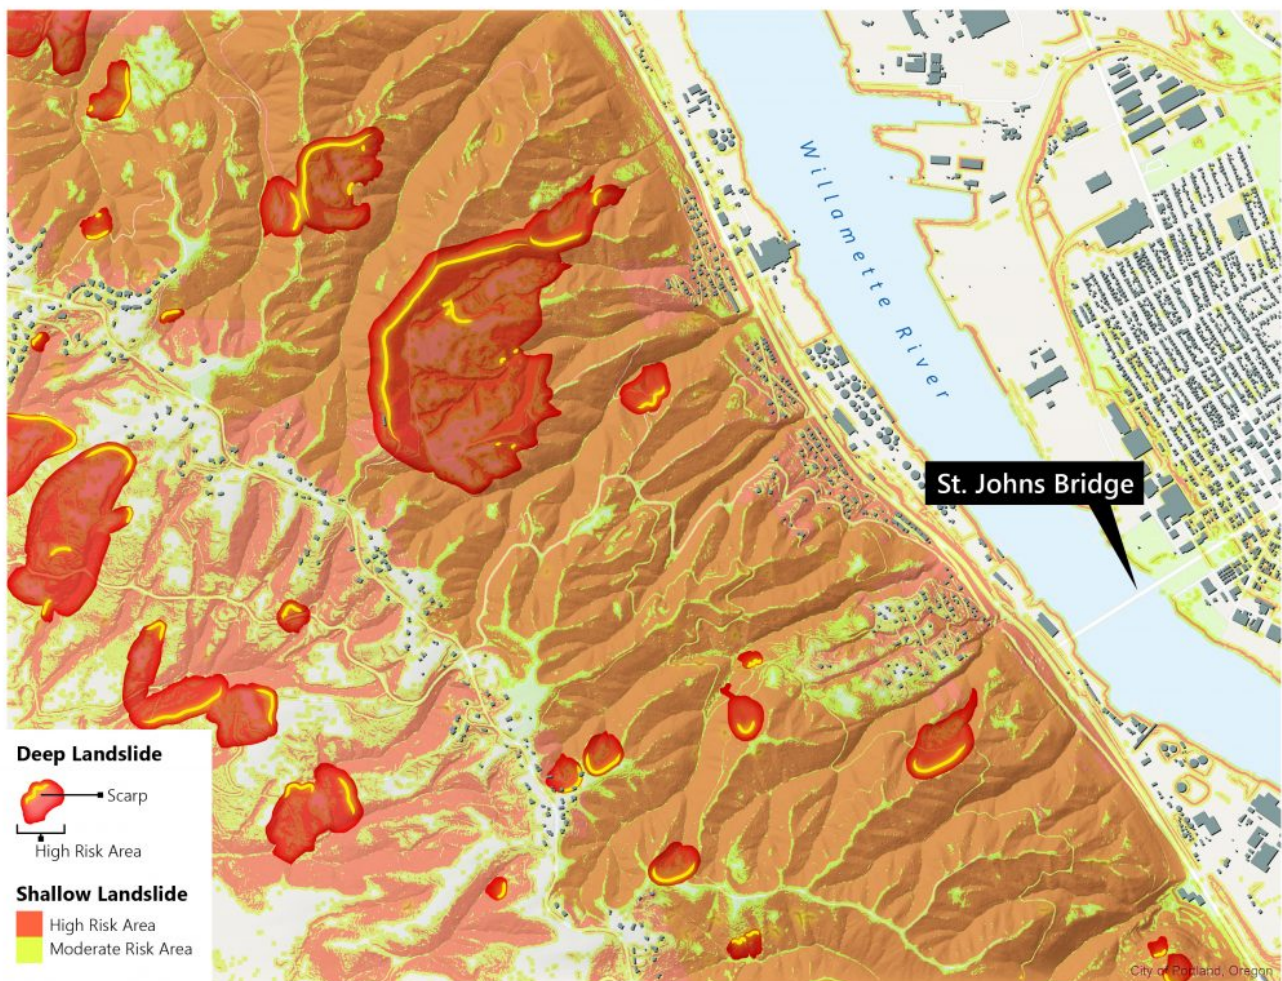 Willamette River
St. Johns Bridge
Deep Landslide
Scarp
High Risk Area
Shallow Landslide
High Risk Area
Moderate Risk Area
City of Portland, Oregon